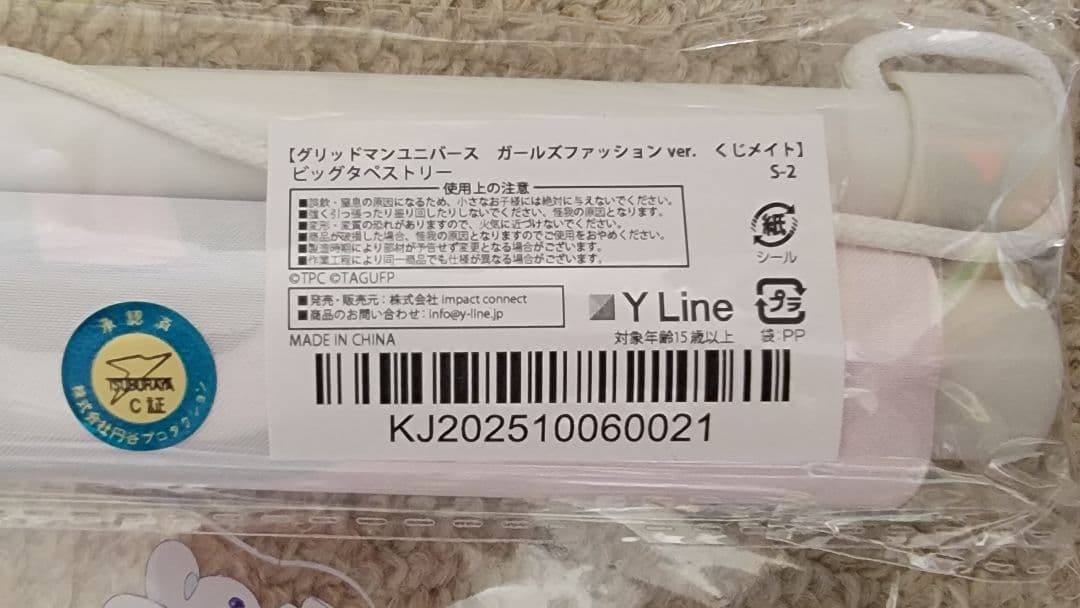 【グリッドマンユニバース　ガールズファッション ver.　くじメイト】
ビッグタペストリー
S-2
使用上の注意
■誤飲・窒息の原因になるため、小さなお子様には絶対に与えないでください。
■強く引っ張ったり振り回したりしないでください、怪我の原因となります。
■変形・変質の恐れがありますので、火気に近づけないでください。
■商品が破損した場合、怪我の原因となりますのでご使用をおやめください。
■製造時期により部材が予告せず変更となる場合がございます。
■作業工程により同一商品でも仕様が異なる場合がございます。
紙
シール
©TPC ©TAGUFP
■発売・販売元：株式会社 impact connect
■商品のお問い合わせ：info@y-line.jp
Y Line
プラ
対象年齢15歳以上
袋:PP
MADE IN CHINA
KJ202510060021
承認済
TSUBURAYA
C 証
株式会社円谷プロダクション